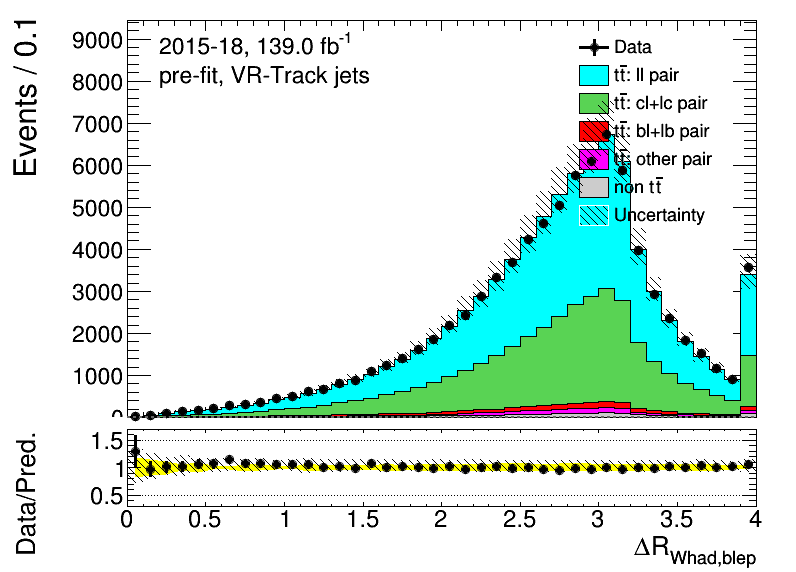 Events / 0.1
9000
8000
7000
6000
5000
4000
3000
2000
1000
0
2015-18, 139.0 fb⁻¹
pre-fit, VR-Track jets
Data
tt̄: ll pair
tt̄: cl+lc pair
tt̄: bl+lb pair
tt̄: other pair
non tt̄
Uncertainty
Data/Pred.
1.5
1
0.5
0 0.5 1 1.5 2 2.5 3 3.5 4
ΔR_Whad,blep